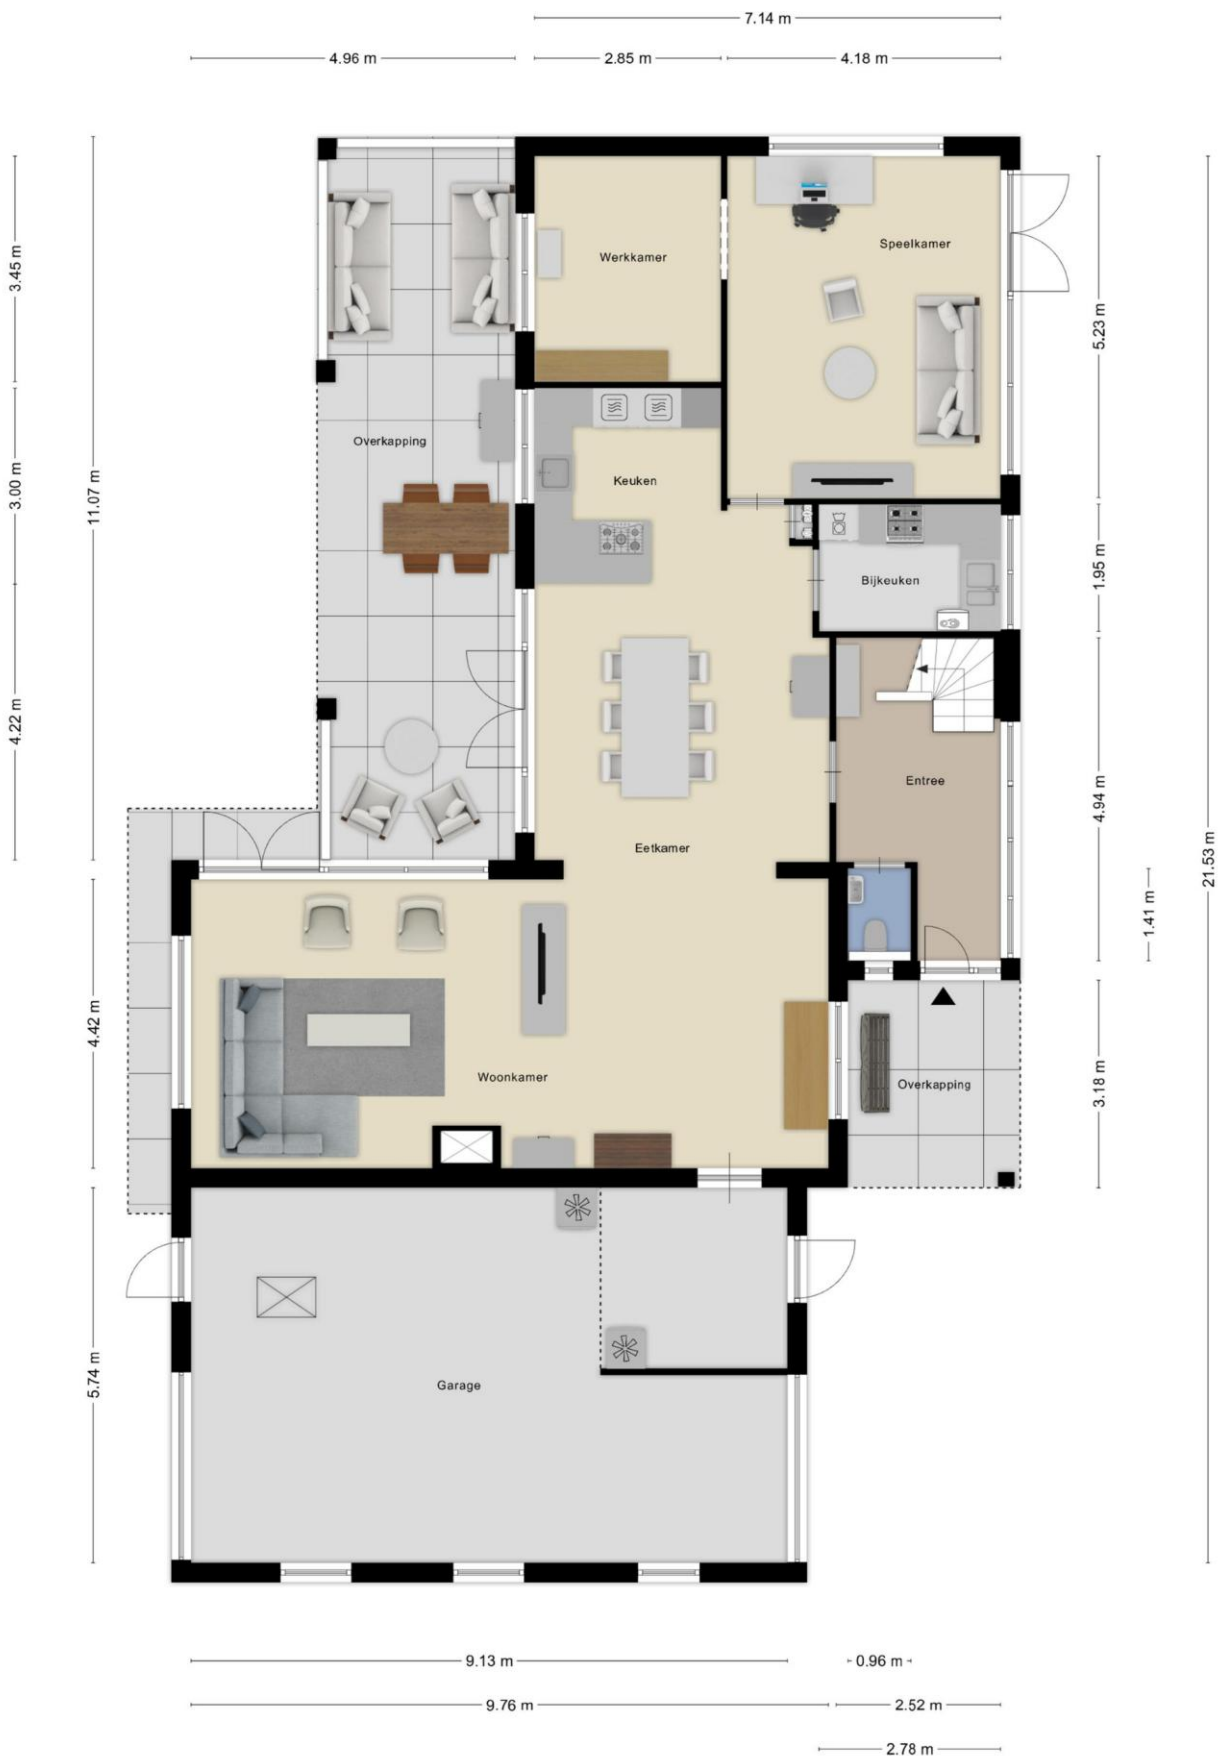 7.14 m
4.96 m
2.85 m
4.18 m
3.45 m
3.00 m
4.22 m
11.07 m
4.42 m
5.74 m
5.23 m
1.95 m
4.94 m
1.41 m
3.18 m
21.53 m
Werkkamer
Speelkamer
Overkapping
Keuken
Bijkeuken
Entree
Eetkamer
Woonkamer
Overkapping
Garage
9.13 m
0.96 m
9.76 m
2.52 m
2.78 m